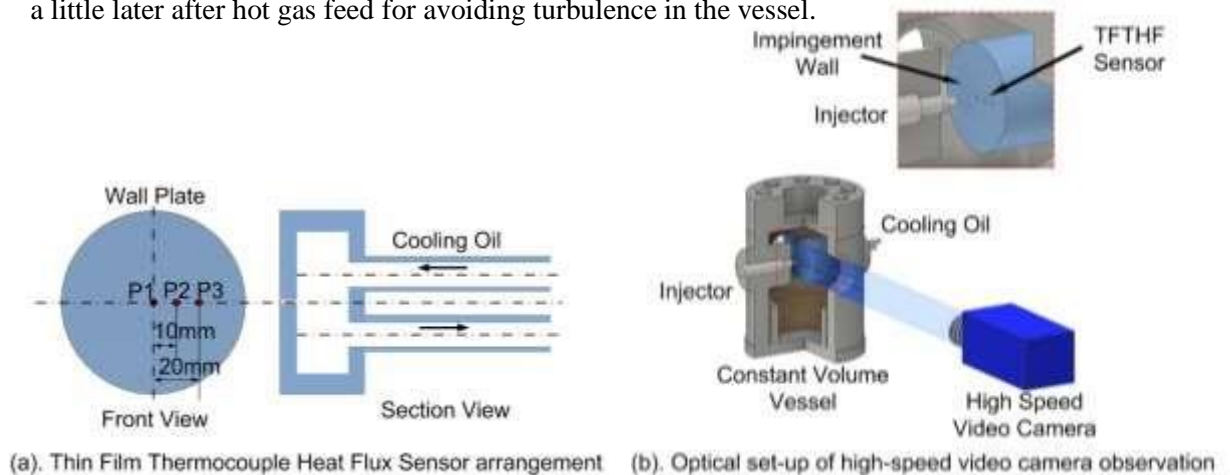 a little later after hot gas feed for avoiding turbulence in the vessel.
Impingement
Wall
TFTHF
Sensor
Injector
Wall Plate
Cooling Oil
P1 P2 P3
10mm
20mm
Front View
Section View
Cooling Oil
Injector
Constant Volume
Vessel
High Speed
Video Camera
(a). Thin Film Thermocouple Heat Flux Sensor arrangement
(b). Optical set-up of high-speed video camera observation